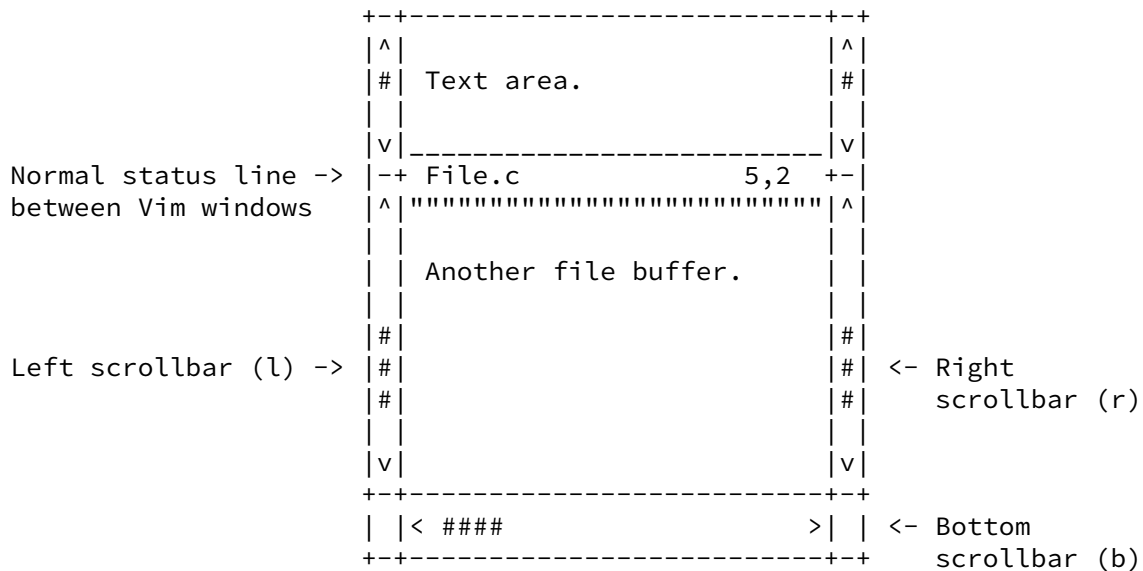 +-+--------------------------+-+
                       |^|                          |^|
                       |#| Text area.               |#|
                       | |                          | |
                       |v|__________________________|v|
Normal status line ->  |-+ File.c              5,2  +-|
between Vim windows    |^|""""""""""""""""""""""""""|^|
                       | |                          | |
                       | | Another file buffer.     | |
                       | |                          | |
                       |#|                          |#|
Left scrollbar (l) ->  |#|                          |#| <- Right
                       |#|                          |#|    scrollbar (r)
                       | |                          | |
                       |v|                          |v|
                       +-+--------------------------+-+
                       | |< ####                   >| | <- Bottom
                       +-+--------------------------+-+    scrollbar (b)